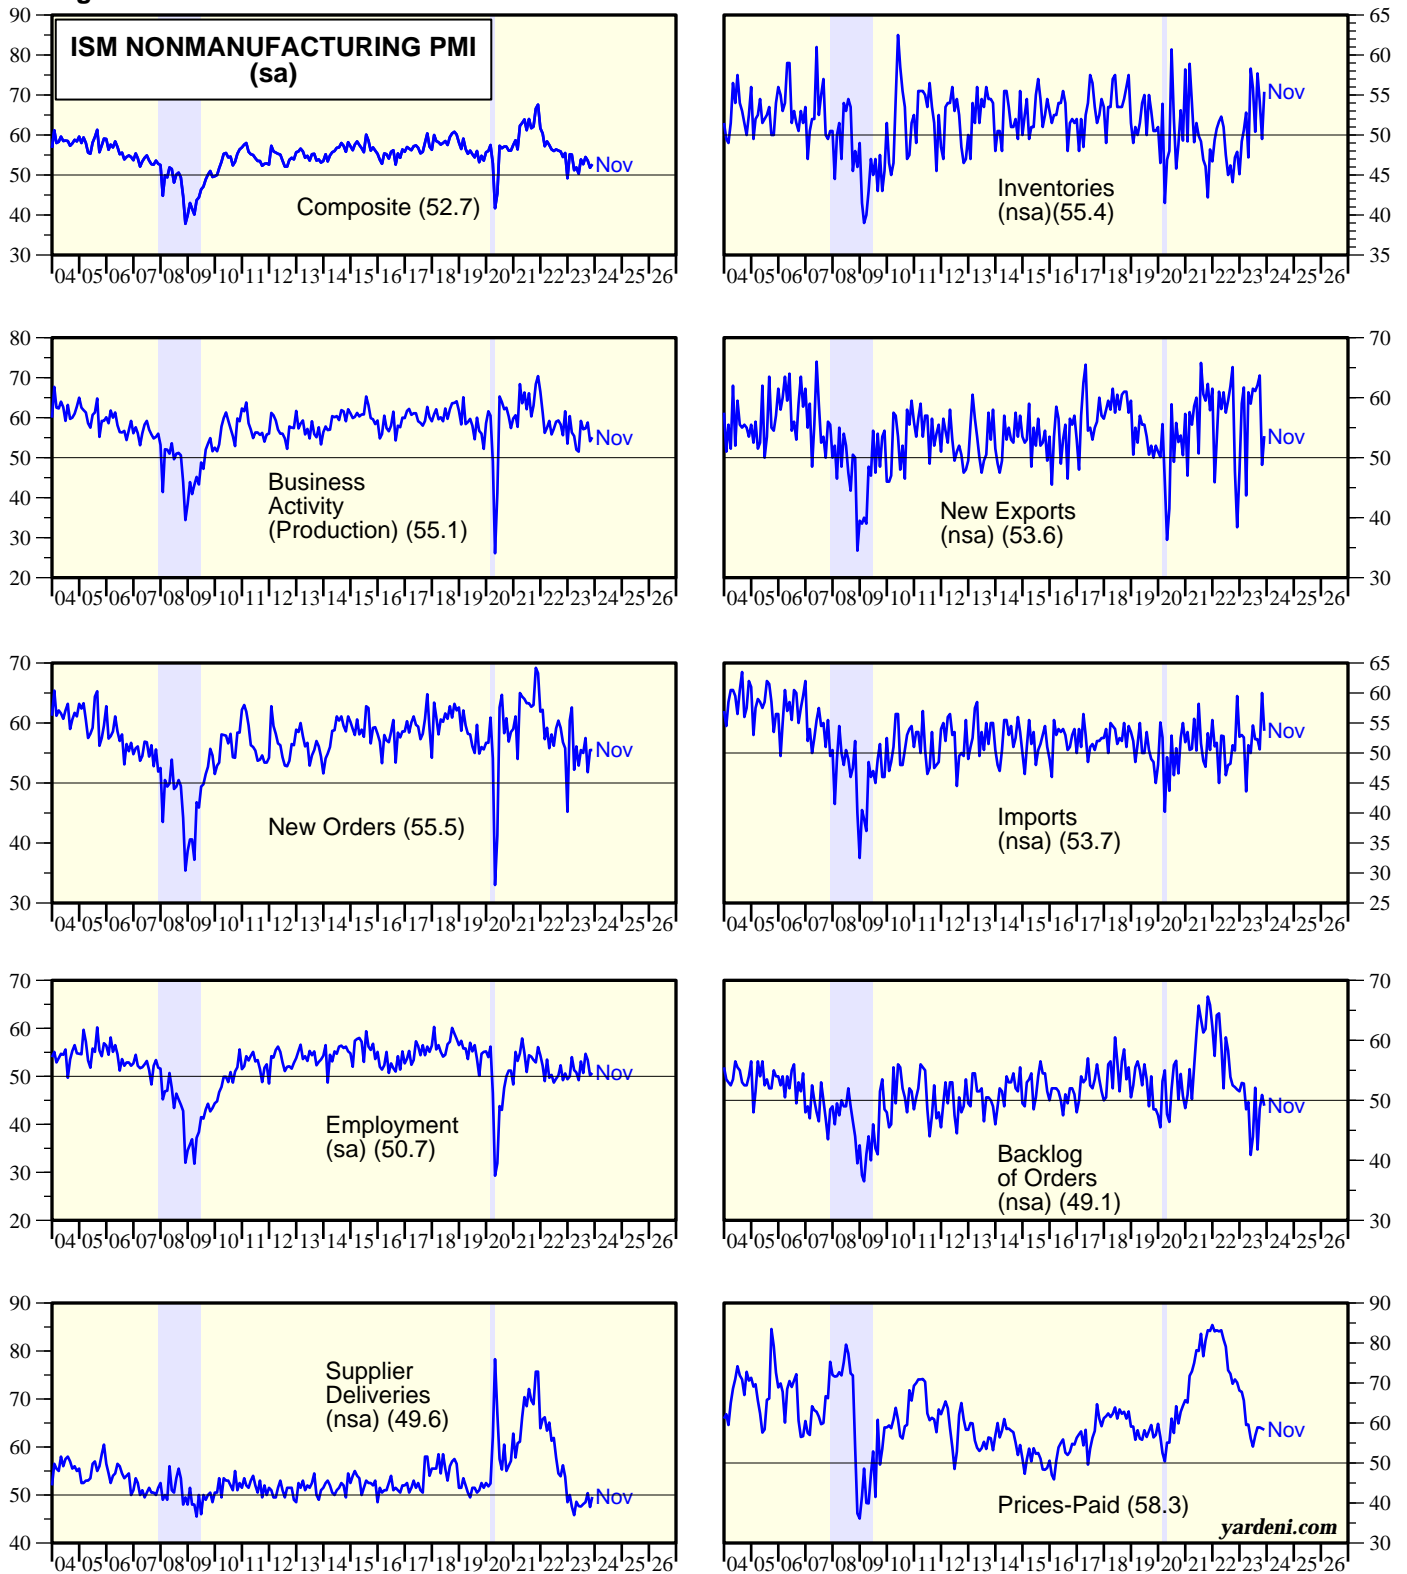 90
80
70
60
50
40
30
ISM NONMANUFACTURING PMI
(sa)
Nov
Composite (52.7)
04 05 06 07 08 09 10 11 12 13 14 15 16 17 18 19 20 21 22 23 24 25 26
65
60
55
50
45
40
35
Nov
Inventories
(nsa)(55.4)
04 05 06 07 08 09 10 11 12 13 14 15 16 17 18 19 20 21 22 23 24 25 26
80
70
60
50
40
30
20
Nov
Business
Activity
(Production) (55.1)
04 05 06 07 08 09 10 11 12 13 14 15 16 17 18 19 20 21 22 23 24 25 26
70
60
50
40
30
Nov
New Exports
(nsa) (53.6)
04 05 06 07 08 09 10 11 12 13 14 15 16 17 18 19 20 21 22 23 24 25 26
70
60
50
40
30
Nov
New Orders (55.5)
04 05 06 07 08 09 10 11 12 13 14 15 16 17 18 19 20 21 22 23 24 25 26
65
60
55
50
45
40
35
30
25
Nov
Imports
(nsa) (53.7)
04 05 06 07 08 09 10 11 12 13 14 15 16 17 18 19 20 21 22 23 24 25 26
70
60
50
40
30
20
Nov
Employment
(sa) (50.7)
04 05 06 07 08 09 10 11 12 13 14 15 16 17 18 19 20 21 22 23 24 25 26
70
60
50
40
30
Nov
Backlog
of Orders
(nsa) (49.1)
04 05 06 07 08 09 10 11 12 13 14 15 16 17 18 19 20 21 22 23 24 25 26
90
80
70
60
50
40
Supplier
Deliveries
(nsa) (49.6)
Nov
04 05 06 07 08 09 10 11 12 13 14 15 16 17 18 19 20 21 22 23 24 25 26
90
80
70
60
50
40
30
Nov
Prices-Paid (58.3)
yardeni.com
04 05 06 07 08 09 10 11 12 13 14 15 16 17 18 19 20 21 22 23 24 25 26